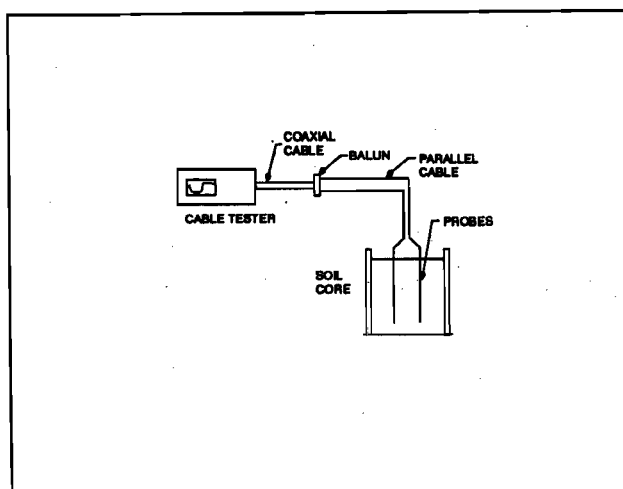 COAXIAL
CABLE
BALUN
PARALLEL
CABLE
CABLE TESTER
PROBES
SOIL
CORE